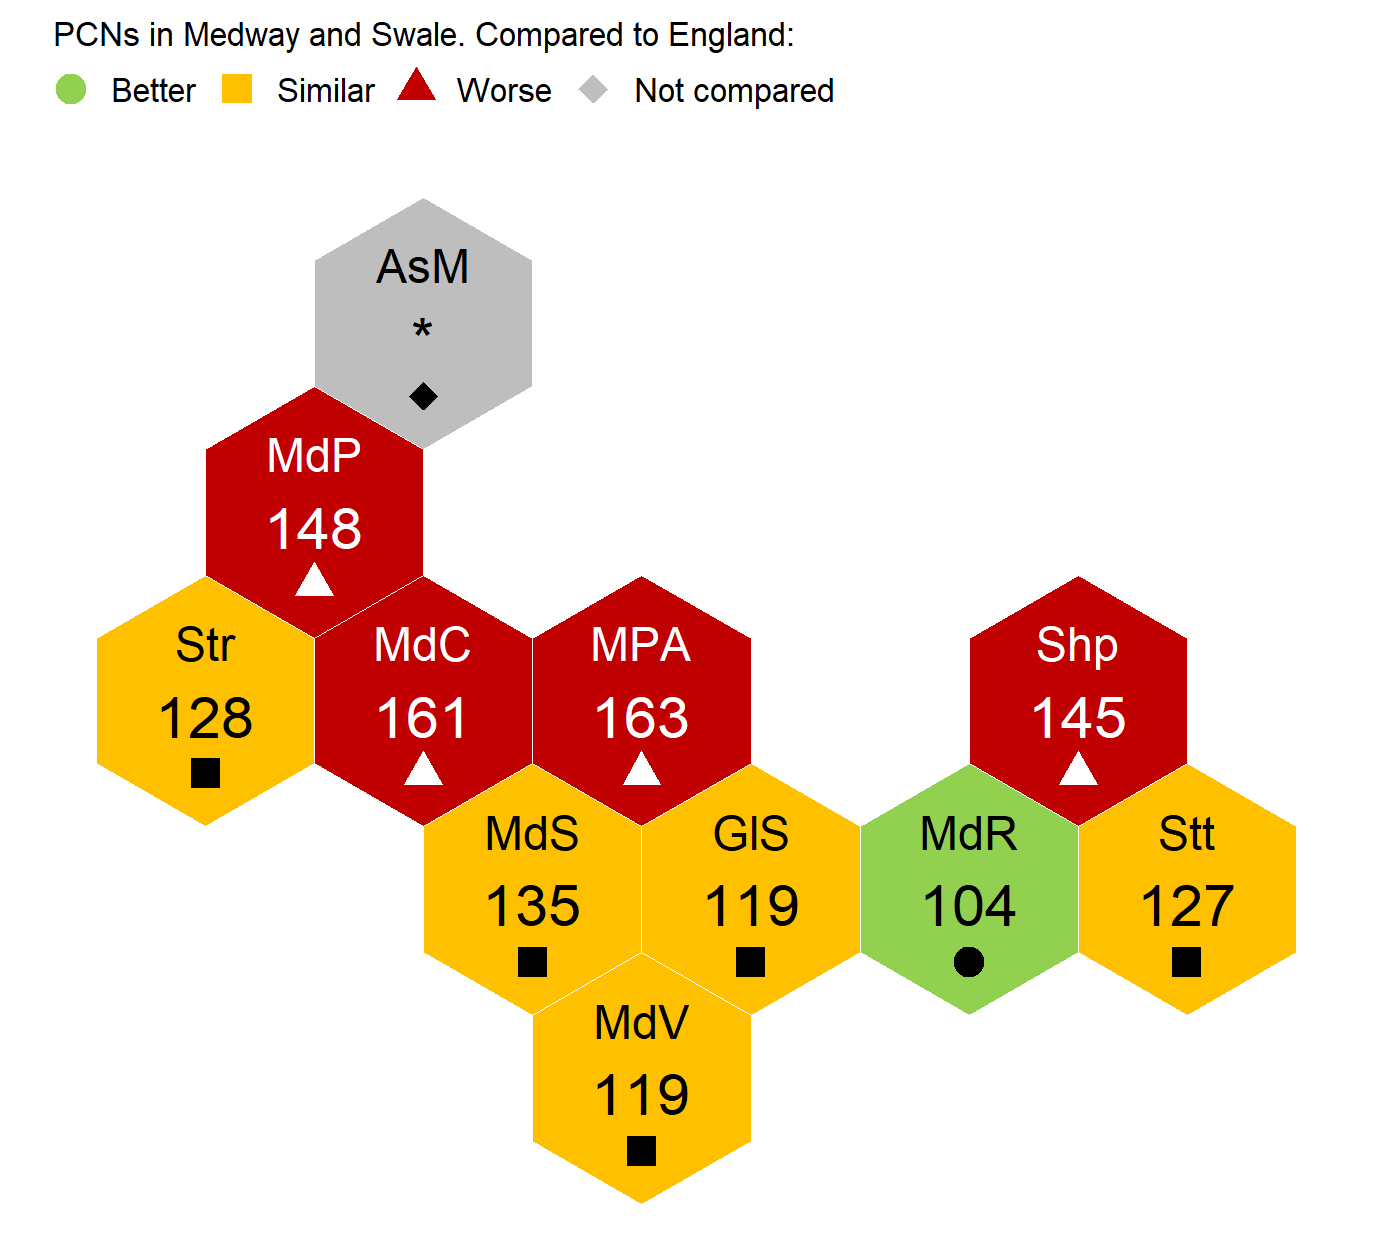 PCNs in Medway and Swale. Compared to England:
Better Similar Worse Not compared
AsM
*
MdP
148
Str
128
MdC
161
MPA
163
Shp
145
MdS
135
GlS
119
MdR
104
Stt
127
MdV
119